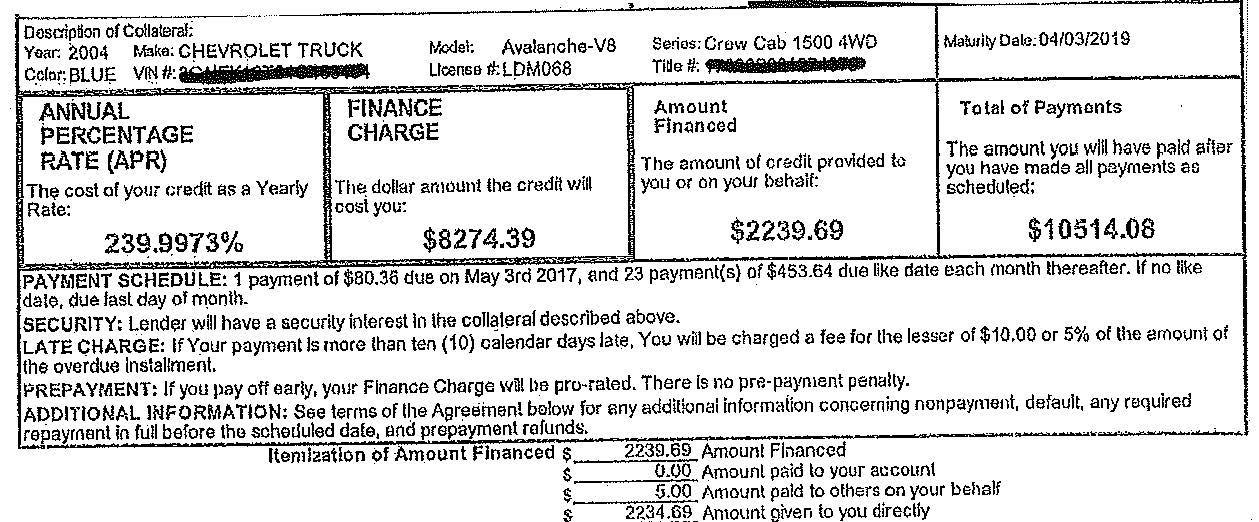 Description of Collateral:
Year: 2004 Make: CHEVROLET TRUCK Model: Avalanche-V8 Series: Crew Cab 1500 4WD Maturity Date: 04/03/2019
Color: BLUE VIN #: License #: LDM068 Title #:
ANNUAL
PERCENTAGE
RATE (APR)
The cost of your credit as a Yearly
Rate:
239.9973%
FINANCE
CHARGE
The dollar amount the credit will
cost you:
$8274.39
Amount
Financed
The amount of credit provided to
you or on your behalf:
$2239.69
Total of Payments
The amount you will have paid after
you have made all payments as
scheduled:
$10514.08
PAYMENT SCHEDULE: 1 payment of $80.36 due on May 3rd 2017, and 23 payment(s) of $453.64 due like date each month thereafter. If no like
date, due last day of month.
SECURITY: Lender will have a security interest in the collateral described above.
LATE CHARGE: If Your payment is more than ten (10) calendar days late, You will be charged a fee for the lesser of $10.00 or 5% of the amount of
the overdue installment.
PREPAYMENT: If you pay off early, your Finance Charge will be pro-rated. There is no pre-payment penalty.
ADDITIONAL INFORMATION: See terms of the Agreement below for any additional information concerning nonpayment, default, any required
repayment in full before the scheduled date, and prepayment refunds.
Itemization of Amount Financed $ 2239.69 Amount Financed
$ 0.00 Amount paid to your account
$ 5.00 Amount paid to others on your behalf
$ 2234.69 Amount given to you directly